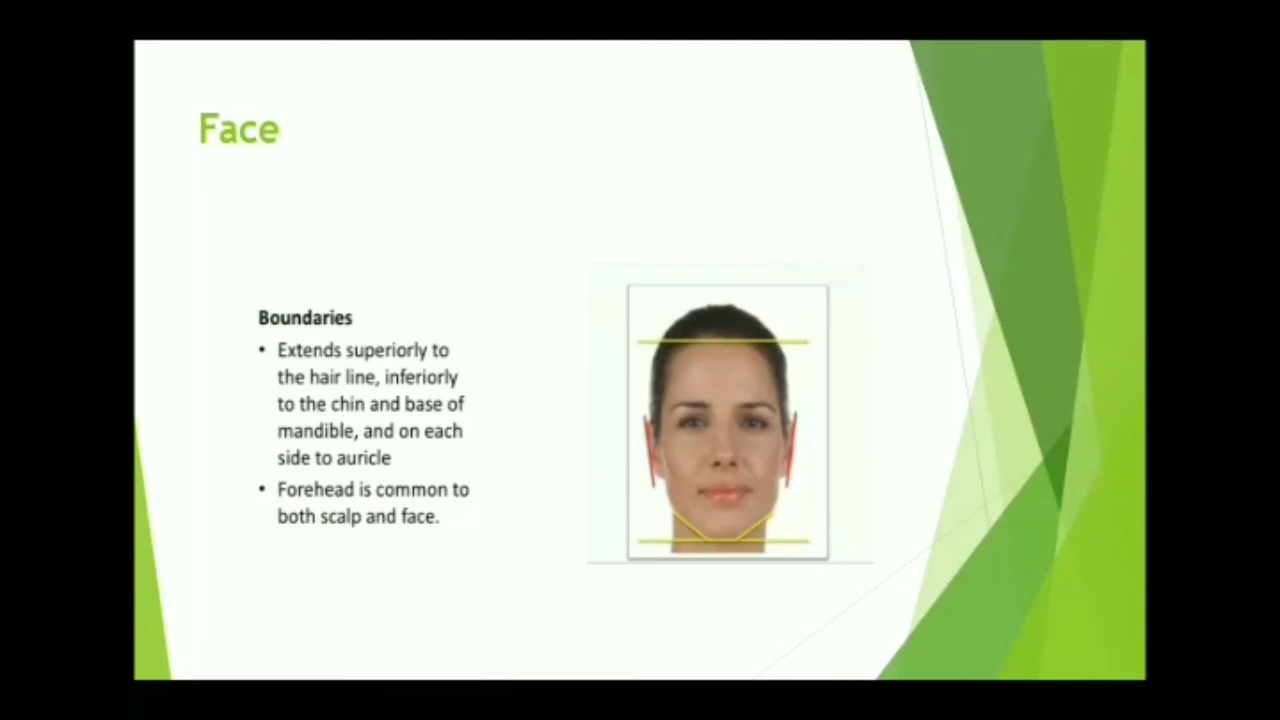 Face
Boundaries
• Extends superiorly to
the hair line, inferiorly
to the chin and base of
mandible, and on each
side to auricle
• Forehead is common to
both scalp and face.